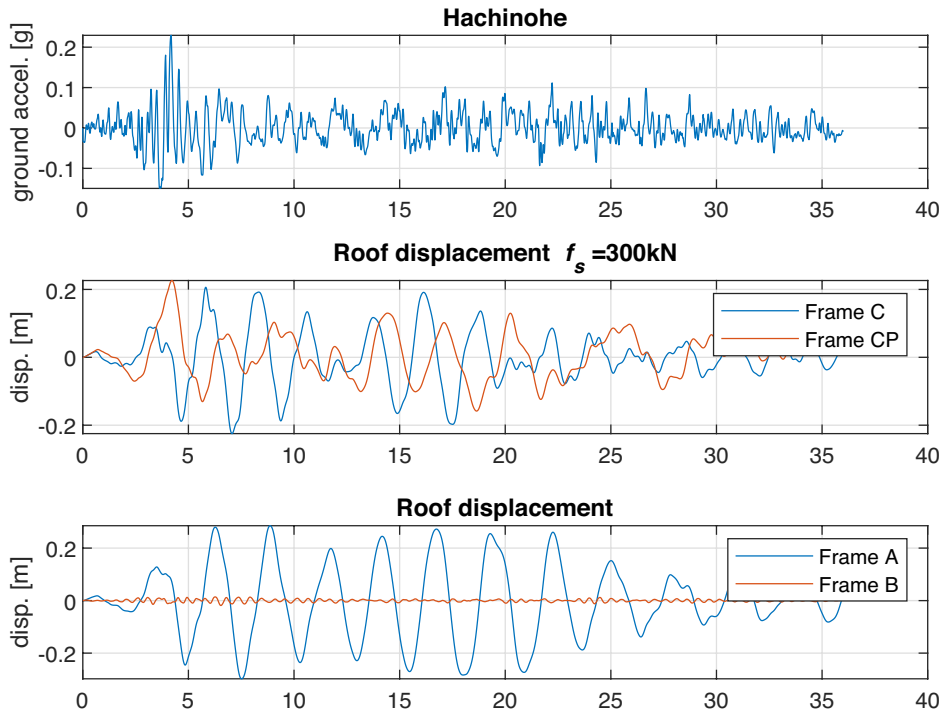 Hachinohe
ground accel. [g]
0.2
0.1
0
-0.1
0 5 10 15 20 25 30 35 40
Roof displacement f_s =300kN
disp. [m]
0.2
0
-0.2
Frame C
Frame CP
0 5 10 15 20 25 30 35 40
Roof displacement
disp. [m]
0.2
0
-0.2
Frame A
Frame B
0 5 10 15 20 25 30 35 40